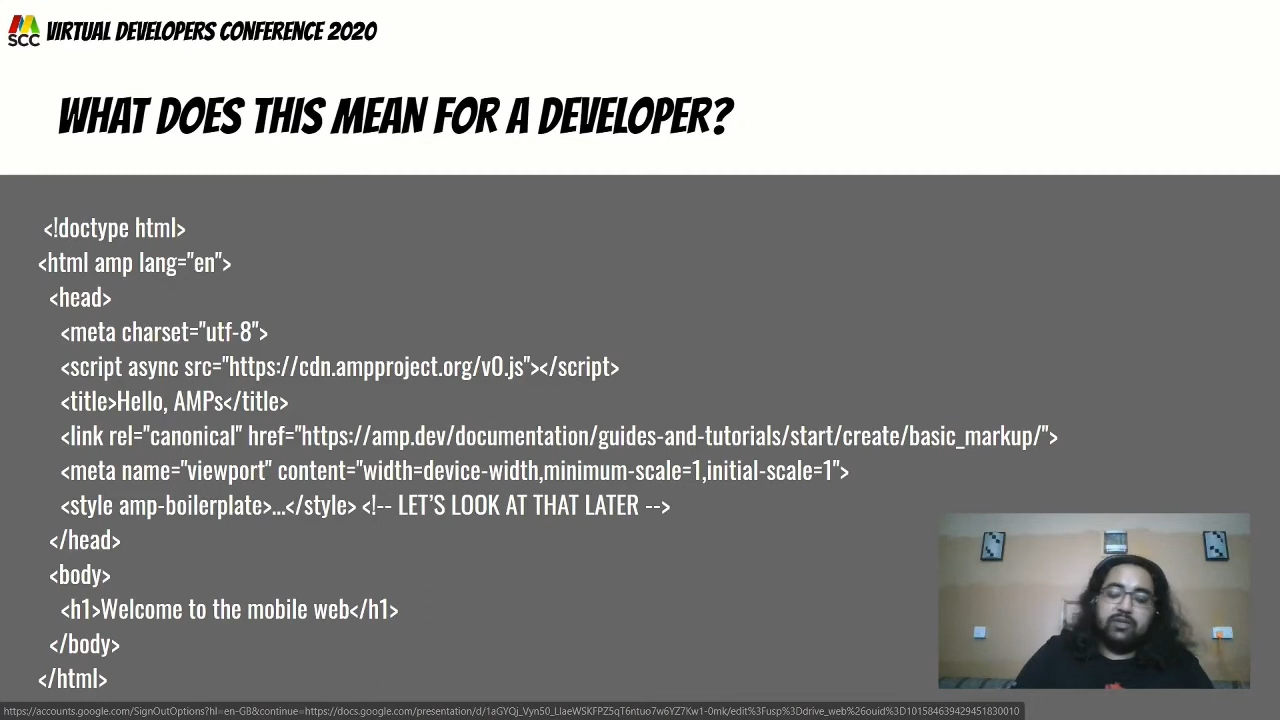 SCC VIRTUAL DEVELOPERS CONFERENCE 2020
WHAT DOES THIS MEAN FOR A DEVELOPER?
<!doctype html>
<html amp lang="en">
<head>
<meta charset="utf-8">
<script async src="https://cdn.ampproject.org/v0.js"></script>
<title>Hello, AMPs</title>
<link rel="canonical" href="https://amp.dev/documentation/guides-and-tutorials/start/create/basic_markup/">
<meta name="viewport" content="width=device-width,minimum-scale=1,initial-scale=1">
<style amp-boilerplate>...</style> <!-- LET’S LOOK AT THAT LATER -->
</head>
<body>
<h1>Welcome to the mobile web</h1>
</body>
</html>